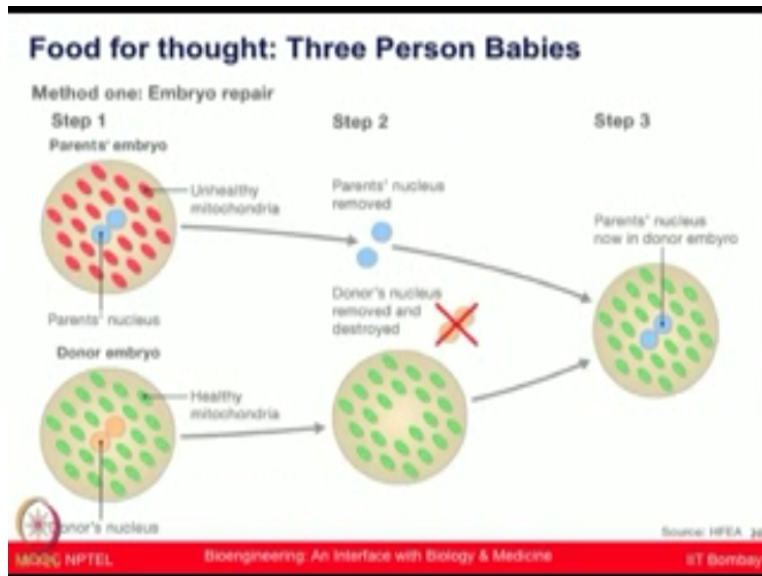 Food for thought: Three Person Babies
Method one: Embryo repair
Step 1
Step 2
Step 3
Parents' embryo
Unhealthy
mitochondria
Parents' nucleus
removed
Parents' nucleus
now in donor embyro
Parents' nucleus
Donor's nucleus
removed and
destroyed
Donor embryo
Healthy
mitochondria
Donor's nucleus
Source: HFEA
NPTEL
Bioengineering: An Interface with Biology & Medicine
IIT Bombay